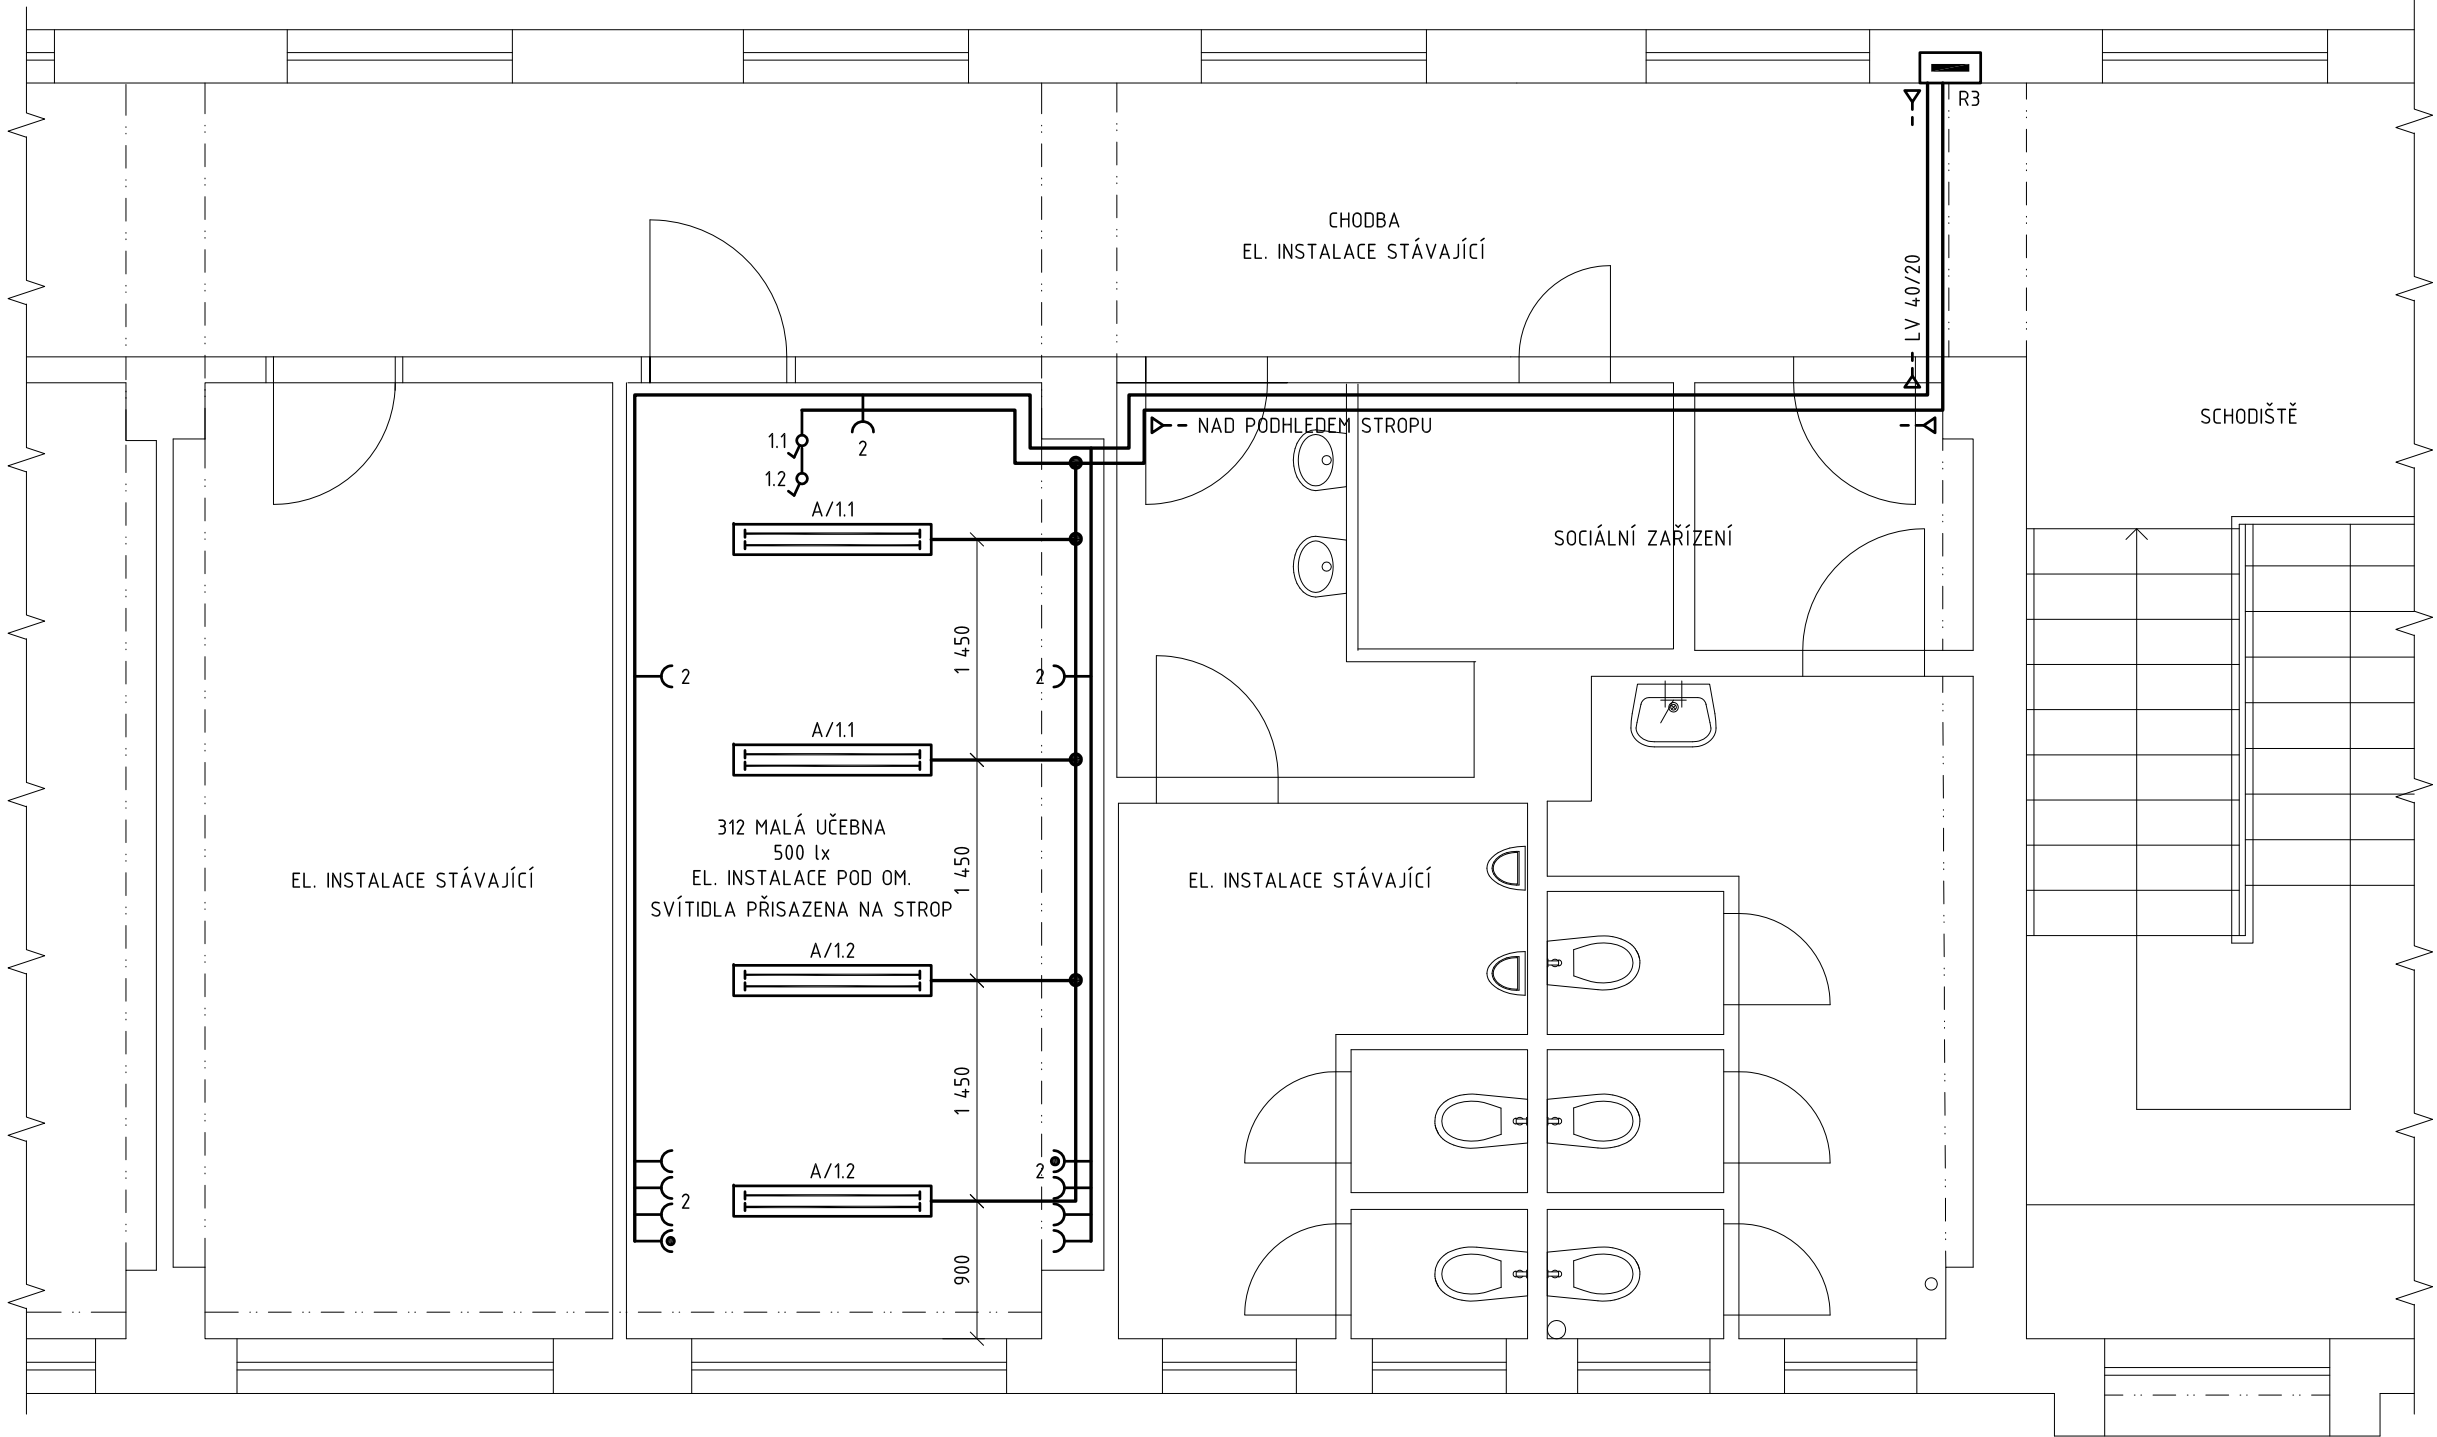 R3
CHODBA
EL. INSTALACE STÁVAJÍCÍ
LV 40/20
NAD PODHLEDEM STROPU
SCHODIŠTĚ
1.1
2
1.2
A/1.1
SOCIÁLNÍ ZAŘÍZENÍ
1 450
2
2
A/1.1
312 MALÁ UČEBNA
500 lx
EL. INSTALACE POD OM.
SVÍTIDLA PŘISAZENA NA STROP
1 450
EL. INSTALACE STÁVAJÍCÍ
EL. INSTALACE STÁVAJÍCÍ
A/1.2
1 450
A/1.2
2
2
900